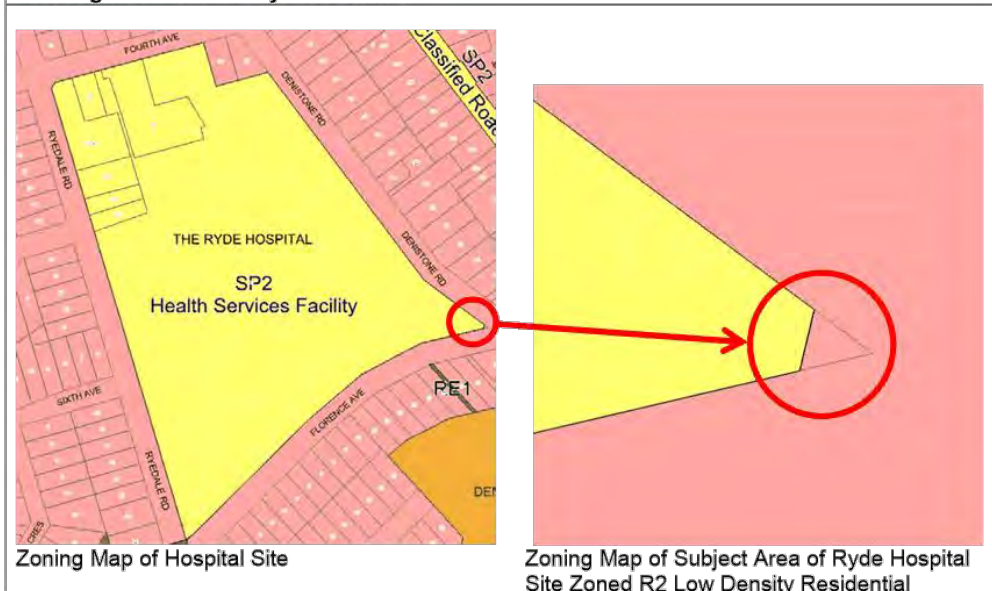 FOURTH AVE
DENISTONE RD
SP2
Classified Road
RYEDALE RD
THE RYDE HOSPITAL
SP2
Health Services Facility
DENISTONE RD
RE1
SIXTH AVE
FLORENCE AVE
RYEDALE RD
DEN
CRES
Zoning Map of Hospital Site
Zoning Map of Subject Area of Ryde Hospital
Site Zoned R2 Low Density Residential